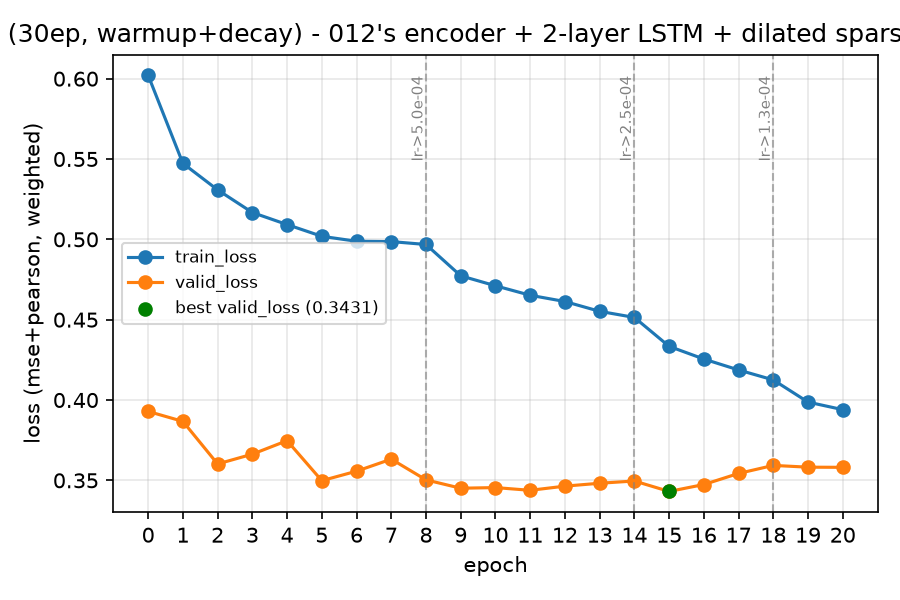 (30ep, warmup+decay) - 012's encoder + 2-layer LSTM + dilated spars
loss (mse+pearson, weighted)
0.60
0.55
0.50
0.45
0.40
0.35
lr->5.0e-04
lr->2.5e-04
lr->1.3e-04
train_loss
valid_loss
best valid_loss (0.3431)
0 1 2 3 4 5 6 7 8 9 10 11 12 13 14 15 16 17 18 19 20
epoch